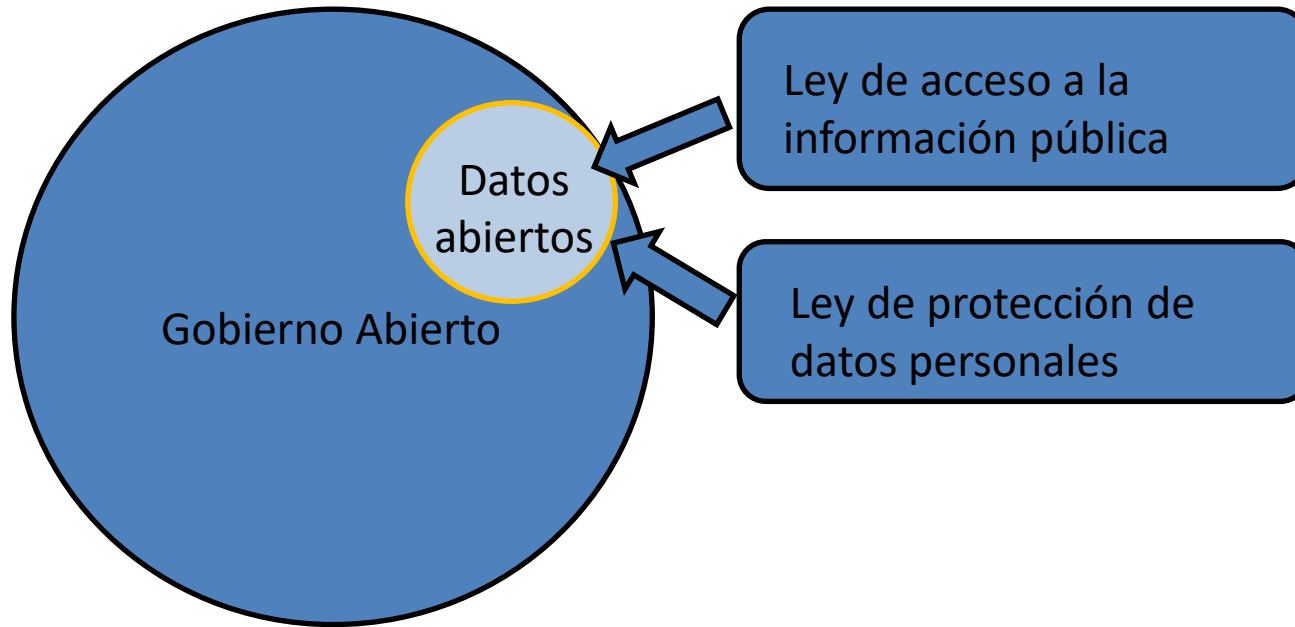 Datos
abiertos
Gobierno Abierto
Ley de acceso a la
información pública
Ley de protección de
datos personales